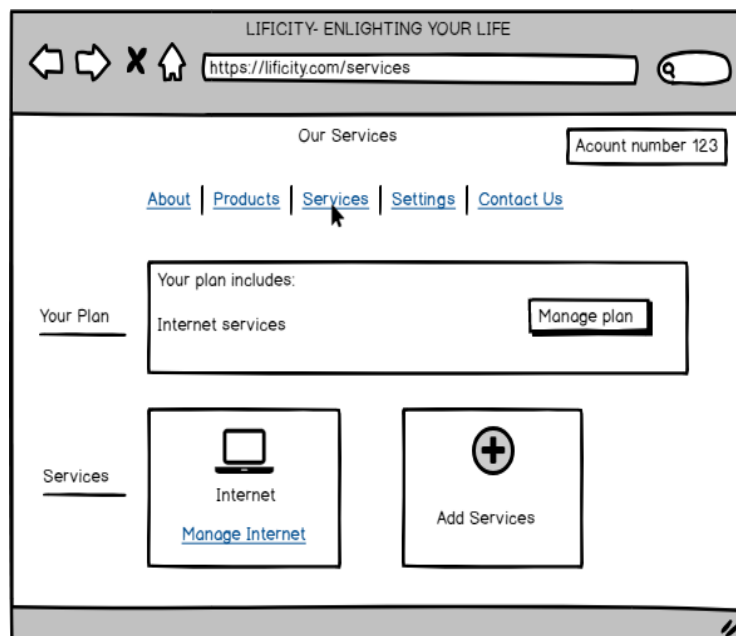 LIFICITY- ENLIGHTING YOUR LIFE
https://lificity.com/services
Our Services
Acount number 123
About | Products | Services | Settings | Contact Us
Your Plan
Your plan includes:
Internet services
Manage plan
Services
Internet
Manage Internet
Add Services